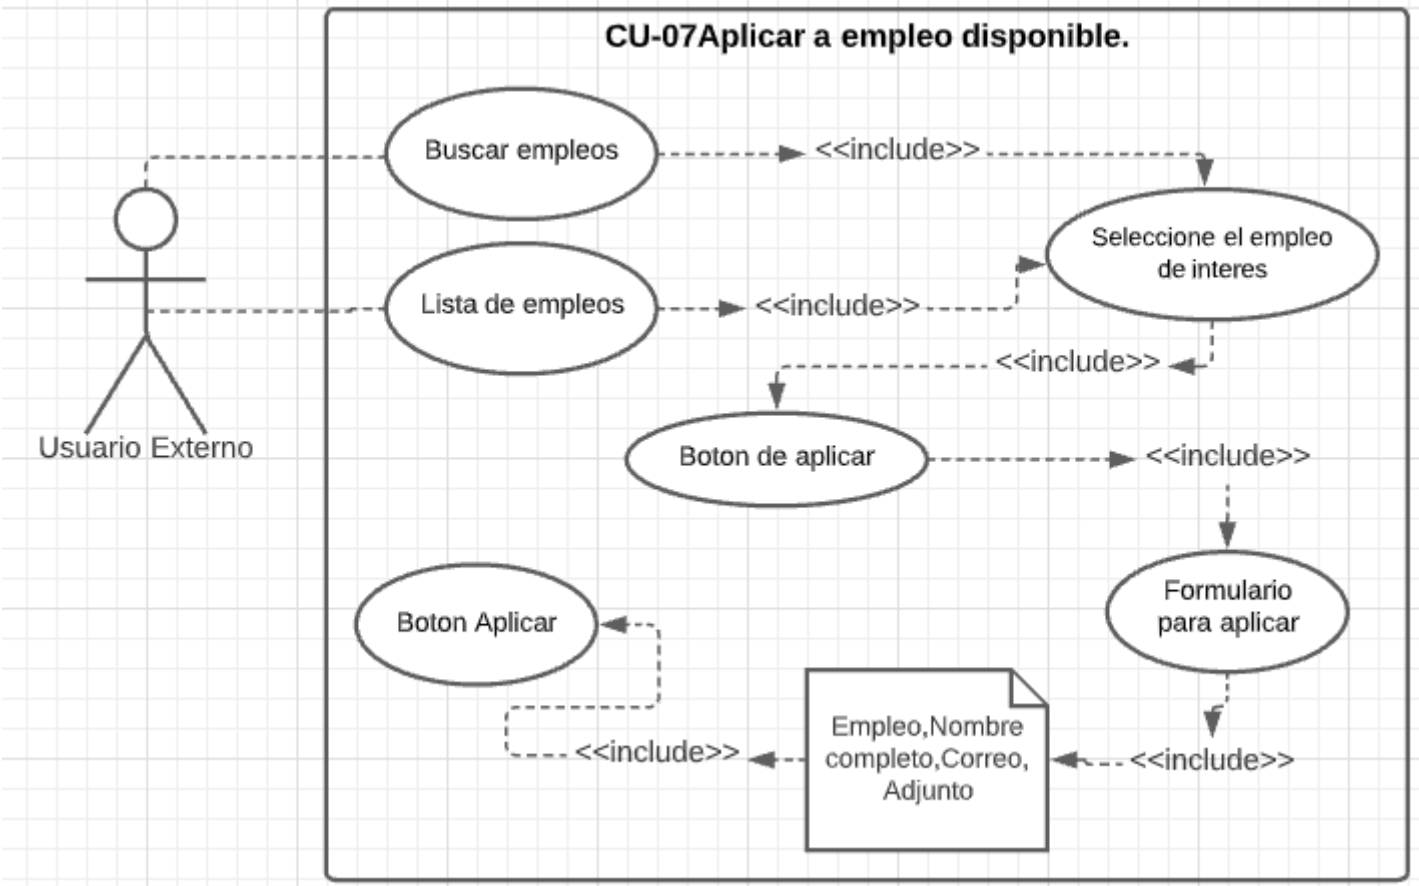 CU-07Aplicar a empleo disponible.
Buscar empleos
<<include>>
Seleccione el empleo
de interes
Lista de empleos
<<include>>
<<include>>
Usuario Externo
Boton de aplicar
<<include>>
Formulario
para aplicar
Boton Aplicar
Empleo,Nombre
completo,Correo,
Adjunto
<<include>>
<<include>>